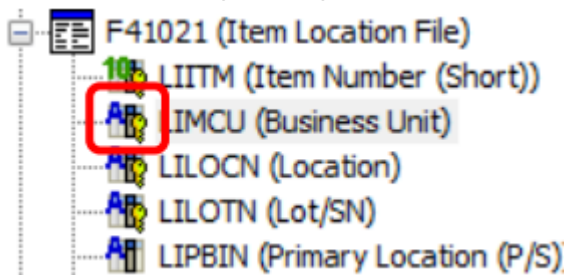 F41021 (Item Location File)
10 LIITM (Item Number (Short))
A LIMCU (Business Unit)
A LILOCN (Location)
A LILOTN (Lot/SN)
A LIPBIN (Primary Location (P/S))